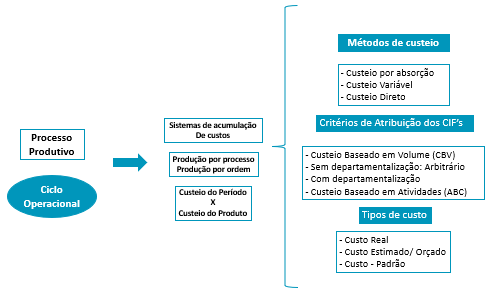 Processo
Produtivo
Ciclo
Operacional
Sistemas de acumulação
De custos
Produção por processo
Produção por ordem
Custeio do Período
X
Custeio do Produto
Métodos de custeio
- Custeio por absorção
- Custeio Variável
- Custeio Direto
Critérios de Atribuição dos CIF's
- Custeio Baseado em Volume (CBV)
- Sem departamentalização: Arbitrário
- Com departamentalização
- Custeio Baseado em Atividades (ABC)
Tipos de custo
- Custo Real
- Custo Estimado/ Orçado
- Custo - Padrão